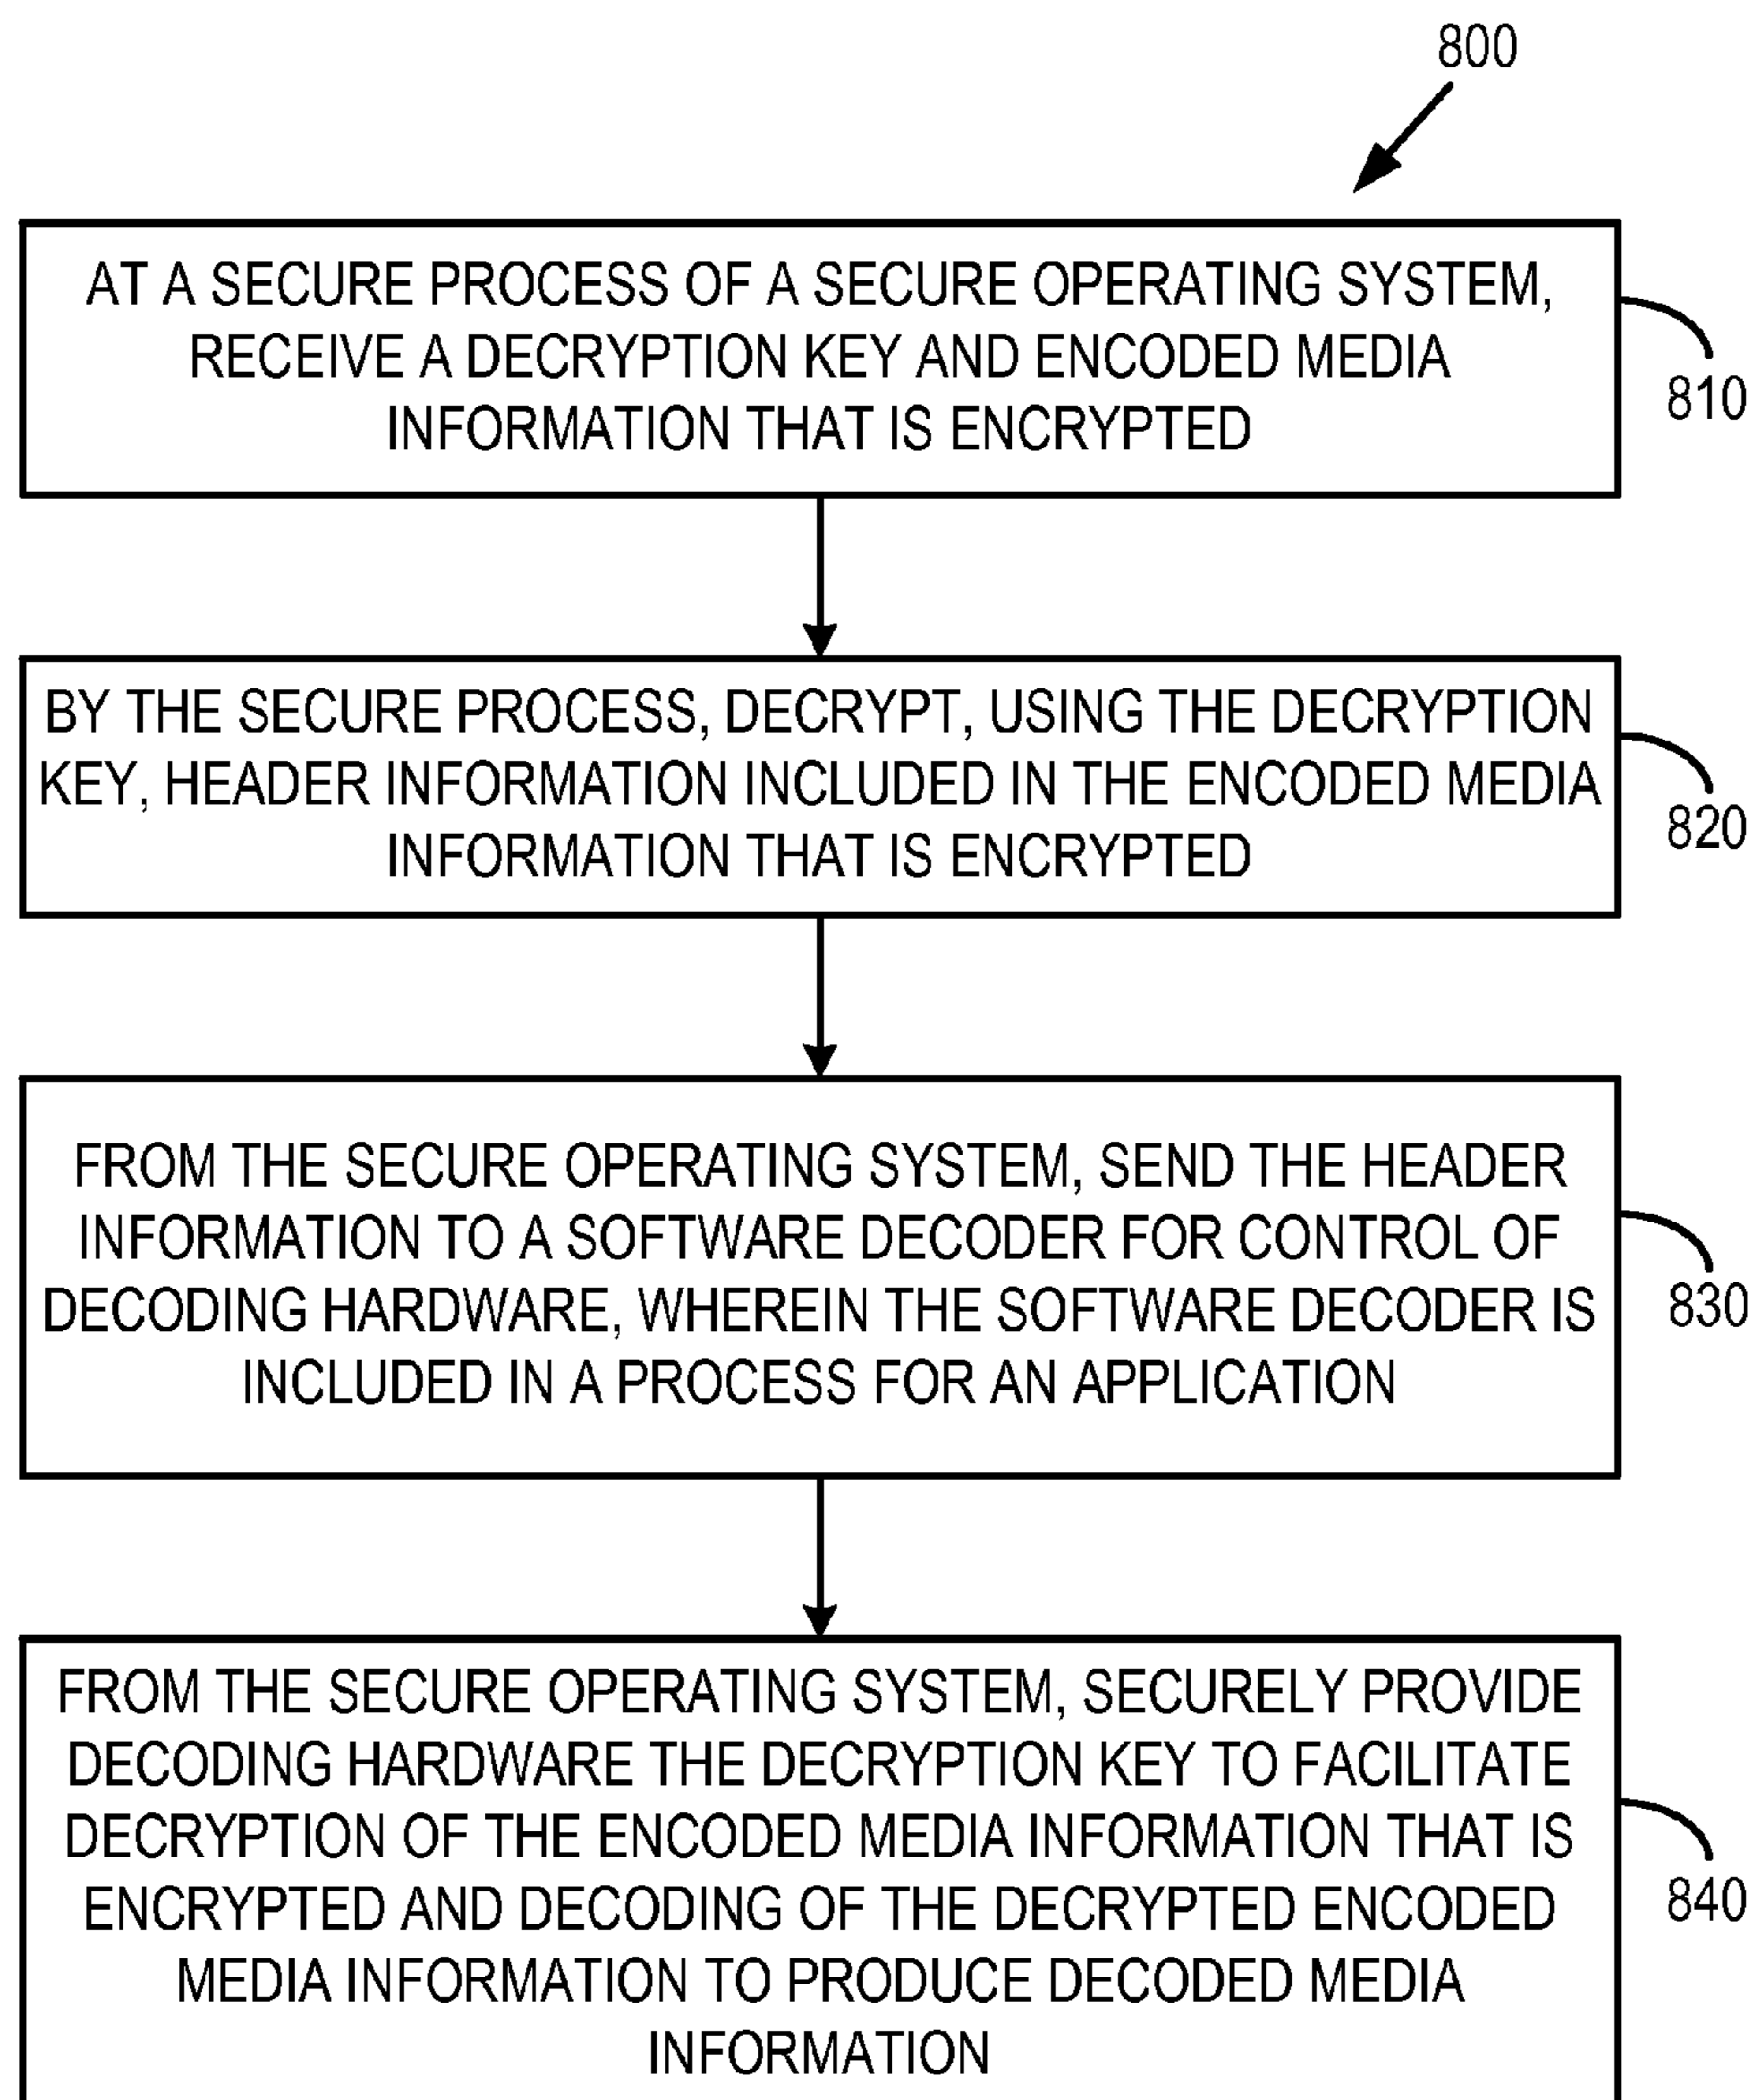 800
AT A SECURE PROCESS OF A SECURE OPERATING SYSTEM,
RECEIVE A DECRYPTION KEY AND ENCODED MEDIA
INFORMATION THAT IS ENCRYPTED
810
BY THE SECURE PROCESS, DECRYPT, USING THE DECRYPTION
KEY, HEADER INFORMATION INCLUDED IN THE ENCODED MEDIA
INFORMATION THAT IS ENCRYPTED
820
FROM THE SECURE OPERATING SYSTEM, SEND THE HEADER
INFORMATION TO A SOFTWARE DECODER FOR CONTROL OF
DECODING HARDWARE, WHEREIN THE SOFTWARE DECODER IS
INCLUDED IN A PROCESS FOR AN APPLICATION
830
FROM THE SECURE OPERATING SYSTEM, SECURELY PROVIDE
DECODING HARDWARE THE DECRYPTION KEY TO FACILITATE
DECRYPTION OF THE ENCODED MEDIA INFORMATION THAT IS
ENCRYPTED AND DECODING OF THE DECRYPTED ENCODED
MEDIA INFORMATION TO PRODUCE DECODED MEDIA
INFORMATION
840